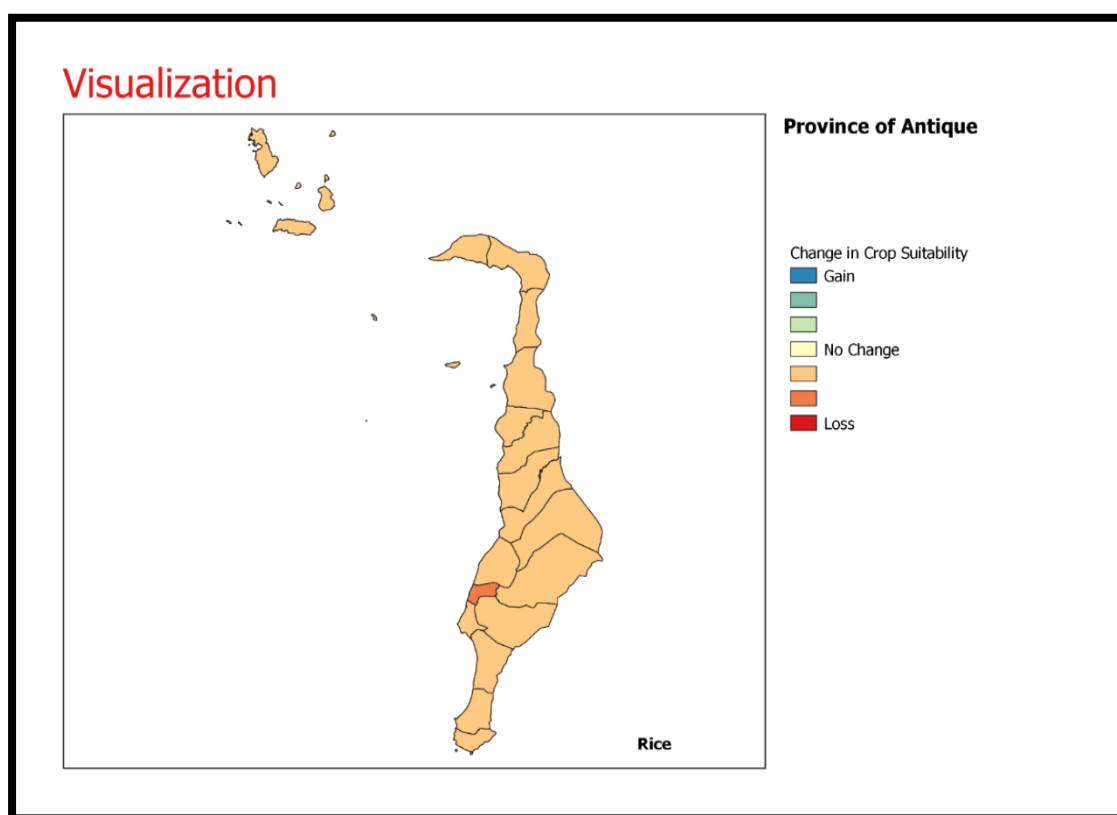 Visualization
Province of Antique
Change in Crop Suitability
Gain
No Change
Loss
Rice